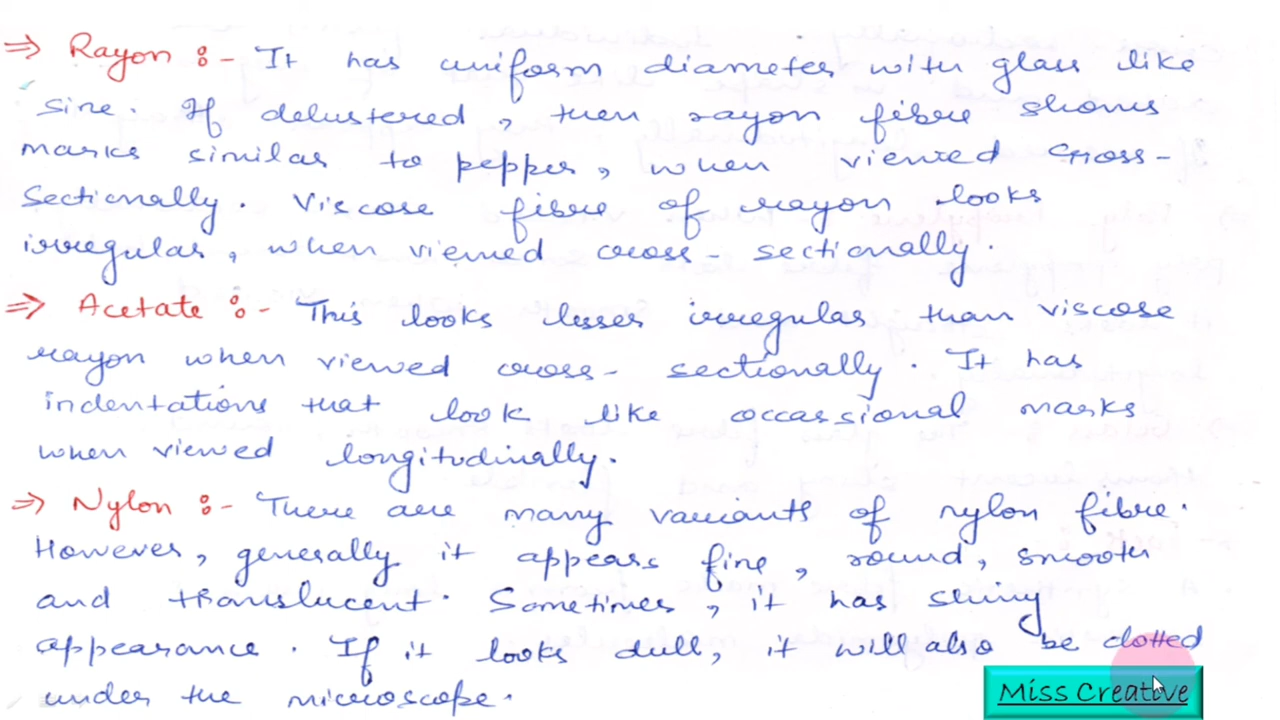 ⇒ Rayon :- It has uniform diameter with glass like
sine. If delustered, then rayon fibre shows
marks similar to pepper, when viewed cross-
sectionally. Viscose fibre of rayon looks
irregular, when viewed cross-sectionally.
⇒ Acetate :- This looks lesser irregular than viscose
rayon when viewed cross-sectionally. It has
indentations that look like occassional marks
when viewed longitudinally.
⇒ Nylon :- There are many variants of nylon fibre.
However, generally it appears fine, round, smooth
and translucent. Sometimes, it has shiny
appearance. If it looks dull, it will also be dotted
under the microscope.
Miss Creative